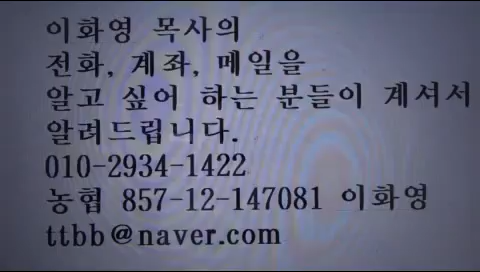 이화영 목사의
전화, 계좌, 메일을
알고 싶어 하는 분들이 계셔서
알려드립니다.
010-2934-1422
농협 857-12-147081 이화영
ttbb@naver.com